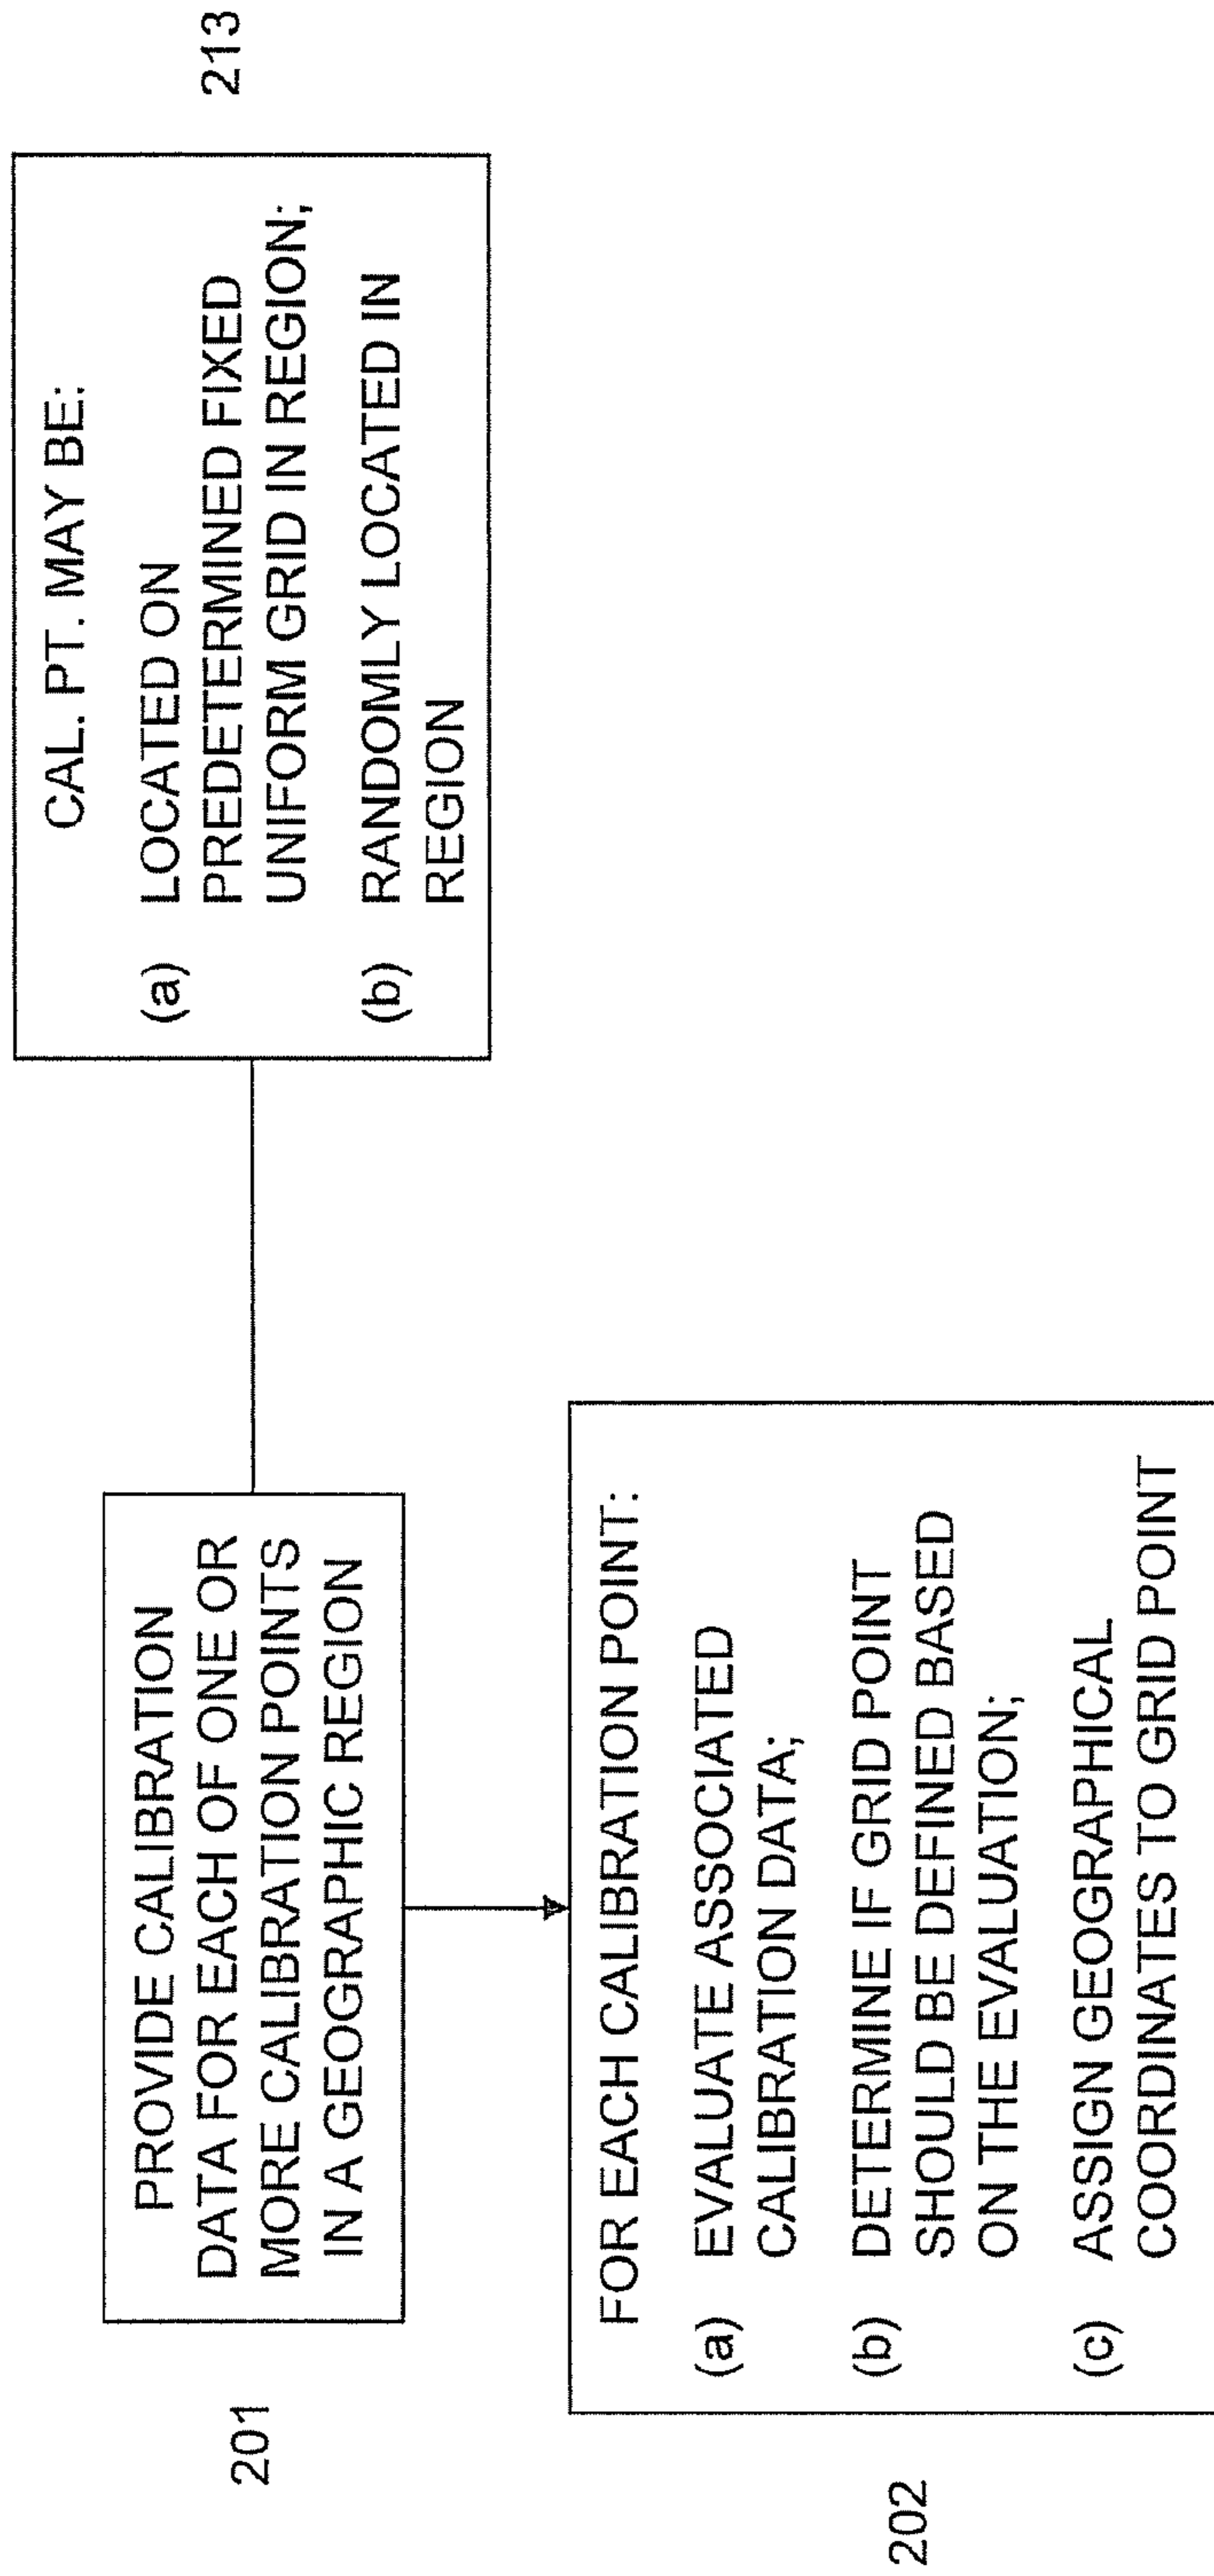 201
PROVIDE CALIBRATION
DATA FOR EACH OF ONE OR
MORE CALIBRATION POINTS
IN A GEOGRAPHIC REGION
CAL. PT. MAY BE:
(a) LOCATED ON
PREDETERMINED FIXED
UNIFORM GRID IN REGION;
(b) RANDOMLY LOCATED IN
REGION
213
202
FOR EACH CALIBRATION POINT:
(a) EVALUATE ASSOCIATED
CALIBRATION DATA;
(b) DETERMINE IF GRID POINT
SHOULD BE DEFINED BASED
ON THE EVALUATION;
(c) ASSIGN GEOGRAPHICAL
COORDINATES TO GRID POINT